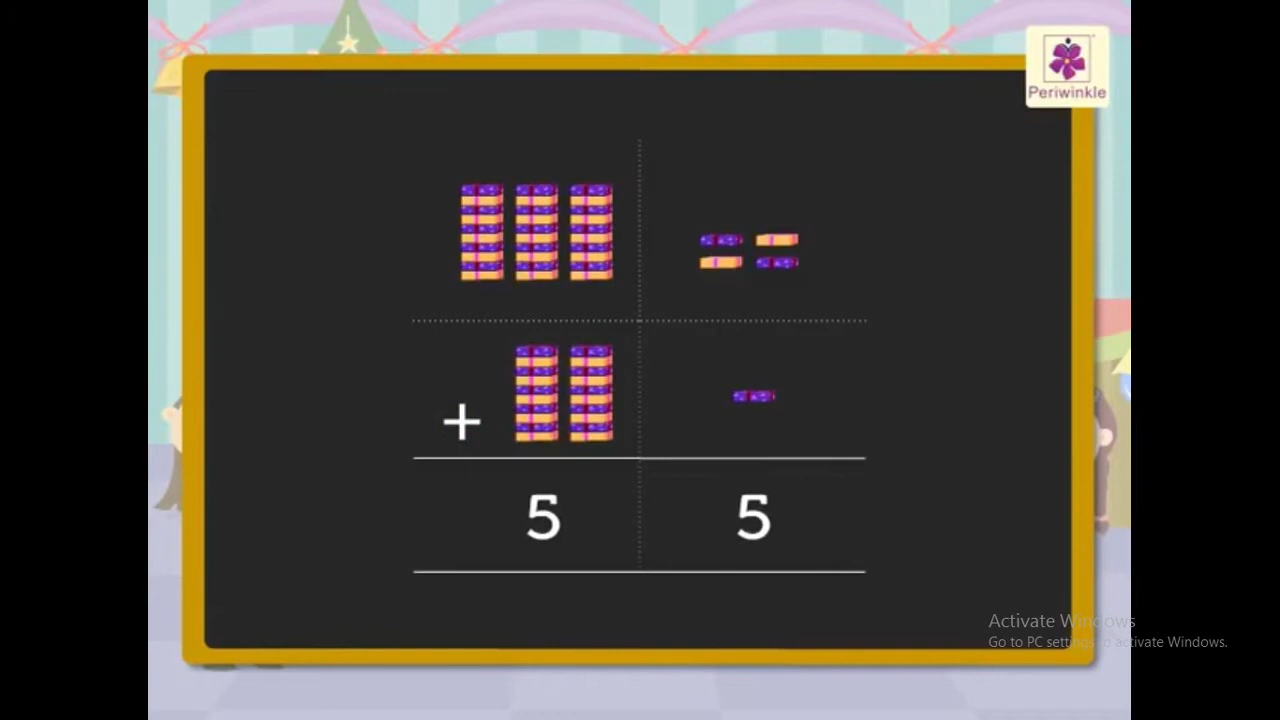 Periwinkle
+
5 5
Activate Windows
Go to PC settings to activate Windows.